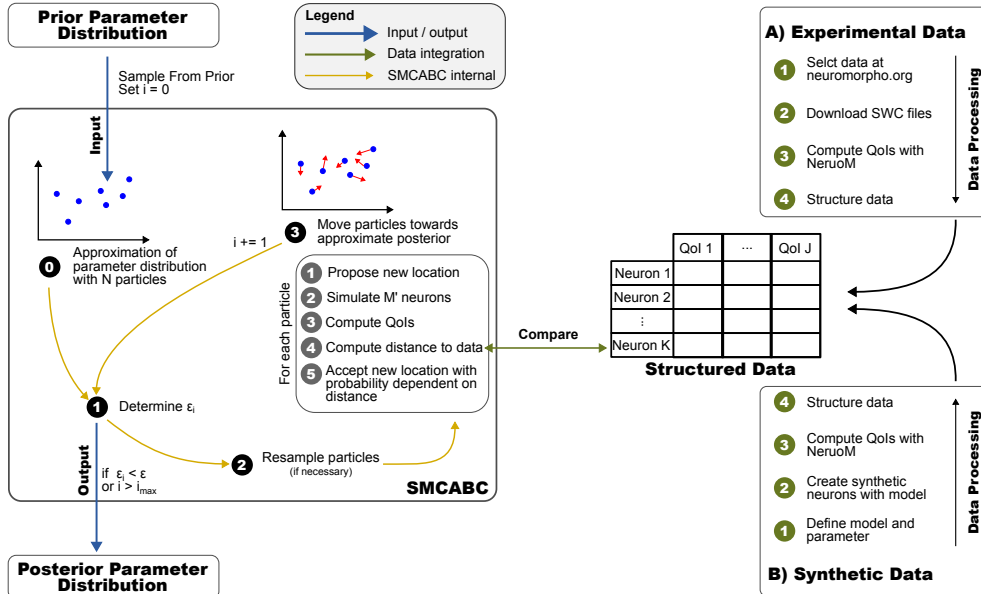 Prior Parameter
Distribution
Sample From Prior
Set i = 0
Input
Legend
Input / output
Data integration
SMCABC internal
0
Approximation of
parameter distribution
with N particles
i += 1
3
Move particles towards
approximate posterior
For each particle
1 Propose new location
2 Simulate M' neurons
3 Compute QoIs
4 Compute distance to data
5 Accept new location with
probability dependent on
distance
1 Determine εi
2 Resample particles
(if necessary)
Output
if εi < ε
or i > imax
SMCABC
Posterior Parameter
Distribution
Compare
QoI 1 ... QoI J
Neuron 1
Neuron 2
⋮
Neuron K
Structured Data
A) Experimental Data
1 Selct data at
neuromorpho.org
2 Download SWC files
3 Compute QoIs with
NeruoM
4 Structure data
Data Processing
4 Structure data
3 Compute QoIs with
NeruoM
2 Create synthetic
neurons with model
1 Define model and
parameter
Data Processing
B) Synthetic Data